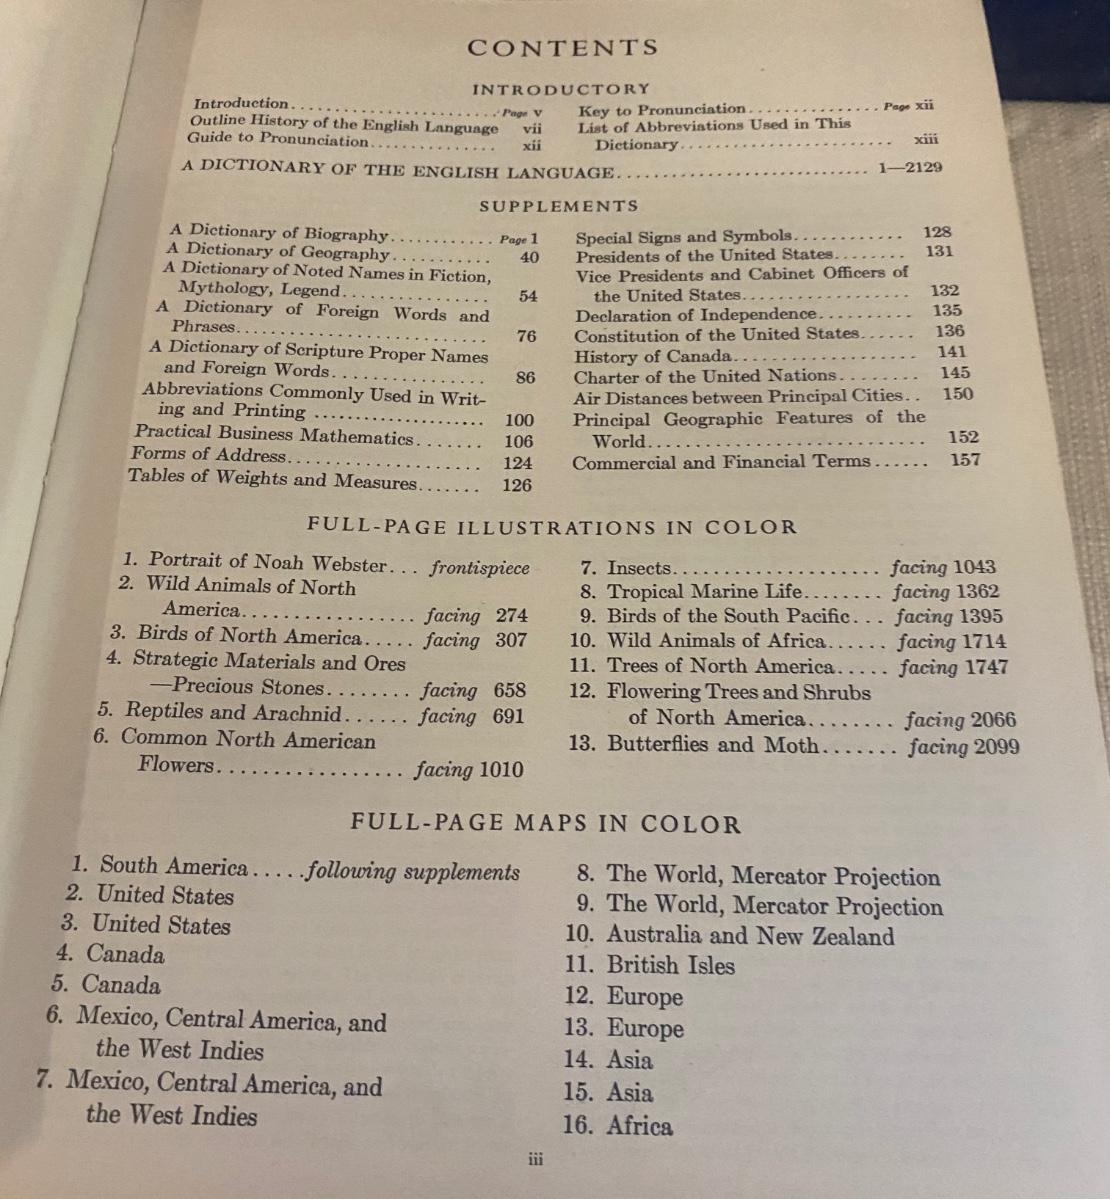 CONTENTS
INTRODUCTORY
Introduction........................Page v
Outline History of the English Language vii
Guide to Pronunciation.............. xii
Key to Pronunciation............... Page xii
List of Abbreviations Used in This
Dictionary........................ xiii
A DICTIONARY OF THE ENGLISH LANGUAGE............................. 1—2129
SUPPLEMENTS
A Dictionary of Biography........... Page 1
A Dictionary of Geography.......... 40
A Dictionary of Noted Names in Fiction,
Mythology, Legend............... 54
A Dictionary of Foreign Words and
Phrases.......................... 76
A Dictionary of Scripture Proper Names
and Foreign Words................ 86
Abbreviations Commonly Used in Writ-
ing and Printing ................. 100
Practical Business Mathematics....... 106
Forms of Address.................... 124
Tables of Weights and Measures....... 126
Special Signs and Symbols............ 128
Presidents of the United States........ 131
Vice Presidents and Cabinet Officers of
the United States.................. 132
Declaration of Independence.......... 135
Constitution of the United States...... 136
History of Canada................... 141
Charter of the United Nations........ 145
Air Distances between Principal Cities.. 150
Principal Geographic Features of the
World............................ 152
Commercial and Financial Terms...... 157
FULL-PAGE ILLUSTRATIONS IN COLOR
1. Portrait of Noah Webster... frontispiece
2. Wild Animals of North
America................. facing 274
3. Birds of North America..... facing 307
4. Strategic Materials and Ores
—Precious Stones........ facing 658
5. Reptiles and Arachnid...... facing 691
6. Common North American
Flowers................. facing 1010
7. Insects................... facing 1043
8. Tropical Marine Life........ facing 1362
9. Birds of the South Pacific... facing 1395
10. Wild Animals of Africa...... facing 1714
11. Trees of North America..... facing 1747
12. Flowering Trees and Shrubs
of North America........ facing 2066
13. Butterflies and Moth....... facing 2099
FULL-PAGE MAPS IN COLOR
1. South America.....following supplements
2. United States
3. United States
4. Canada
5. Canada
6. Mexico, Central America, and
the West Indies
7. Mexico, Central America, and
the West Indies
8. The World, Mercator Projection
9. The World, Mercator Projection
10. Australia and New Zealand
11. British Isles
12. Europe
13. Europe
14. Asia
15. Asia
16. Africa
iii